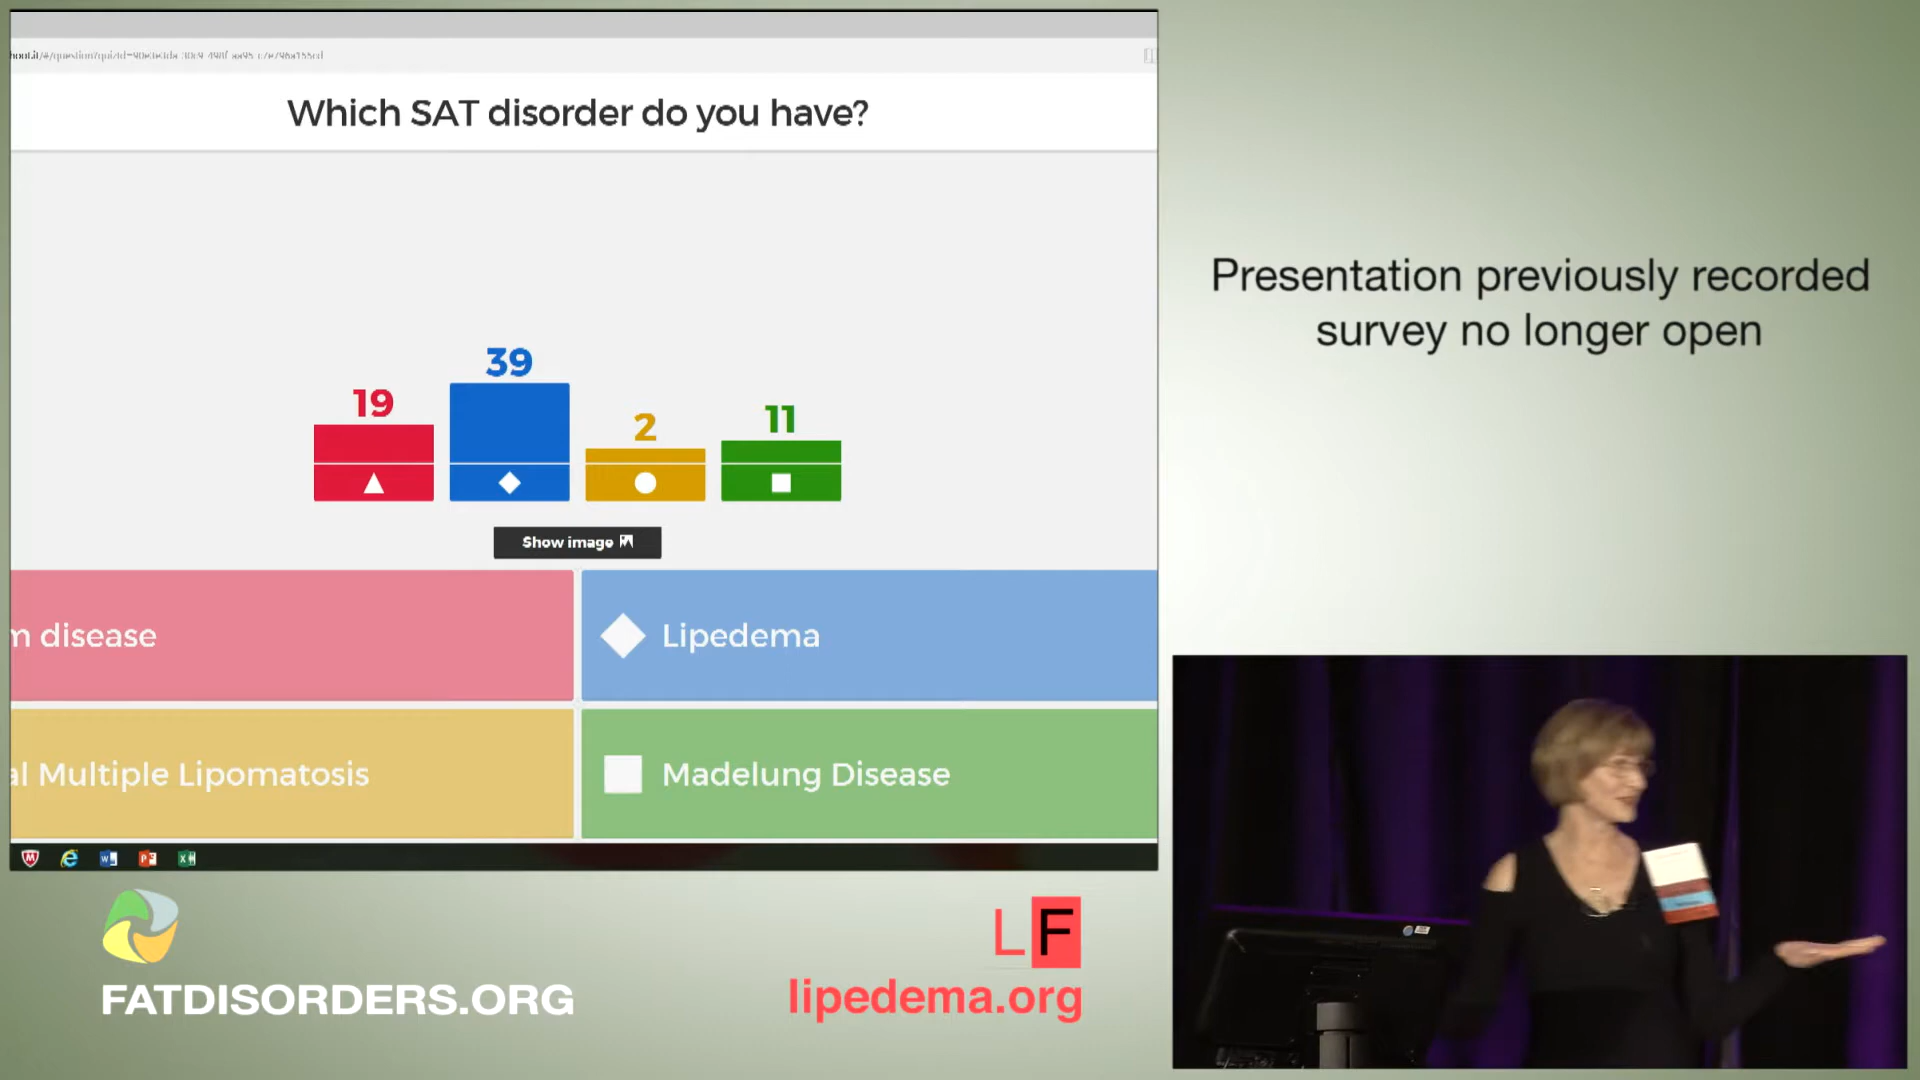 Which SAT disorder do you have?
19
39
2
11
Show image
m disease
Lipedema
al Multiple Lipomatosis
Madelung Disease
Presentation previously recorded
survey no longer open
LF
FATDISORDERS.ORG
lipedema.org